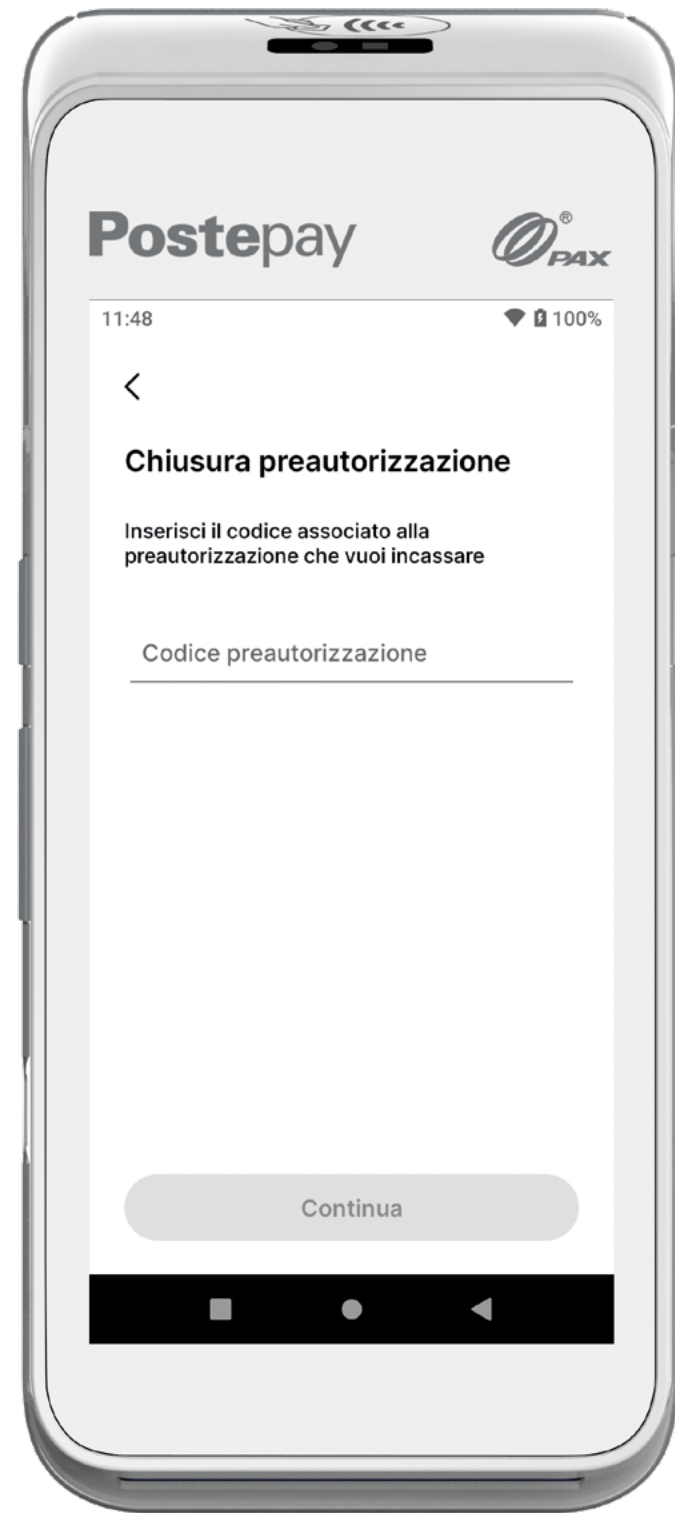 Postepay
® PAX
11:48 100%
Chiusura preautorizzazione
Inserisci il codice associato alla
preautorizzazione che vuoi incassare
Codice preautorizzazione
Continua